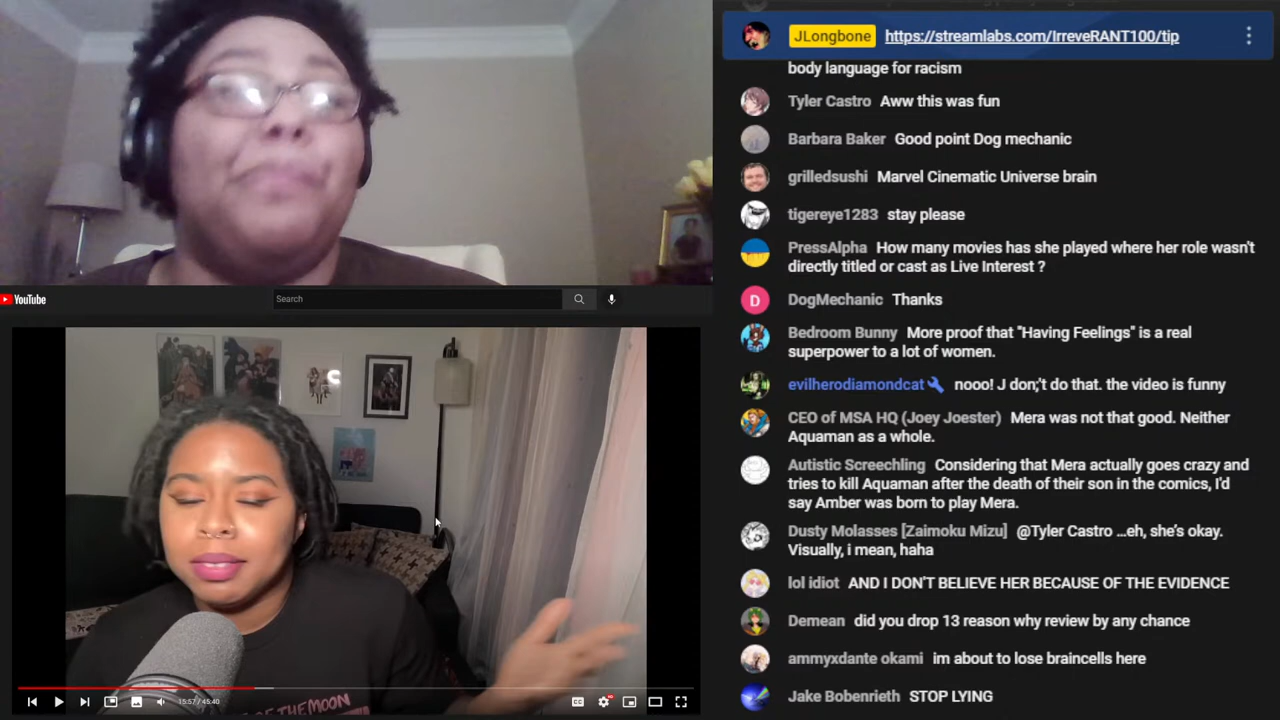 JLongbone https://streamlabs.com/IrreveRANT100/tip
body language for racism
Tyler Castro Aww this was fun
Barbara Baker Good point Dog mechanic
grilledsushi Marvel Cinematic Universe brain
tigereye1283 stay please
PressAlpha How many movies has she played where her role wasn't
directly titled or cast as Live Interest ?
D DogMechanic Thanks
Bedroom Bunny More proof that "Having Feelings" is a real
superpower to a lot of women.
evilherodiamondcat nooo! J don;'t do that. the video is funny
CEO of MSA HQ (Joey Joester) Mera was not that good. Neither
Aquaman as a whole.
Autistic Screechling Considering that Mera actually goes crazy and
tries to kill Aquaman after the death of their son in the comics, I'd
say Amber was born to play Mera.
Dusty Molasses [Zaimoku Mizu] @Tyler Castro ...eh, she's okay.
Visually, i mean, haha
lol idiot AND I DON'T BELIEVE HER BECAUSE OF THE EVIDENCE
Demean did you drop 13 reason why review by any chance
ammyxdante okami im about to lose braincells here
Jake Bobenrieth STOP LYING
YouTube
Search
OF THE MOON
15:57 / 45:40